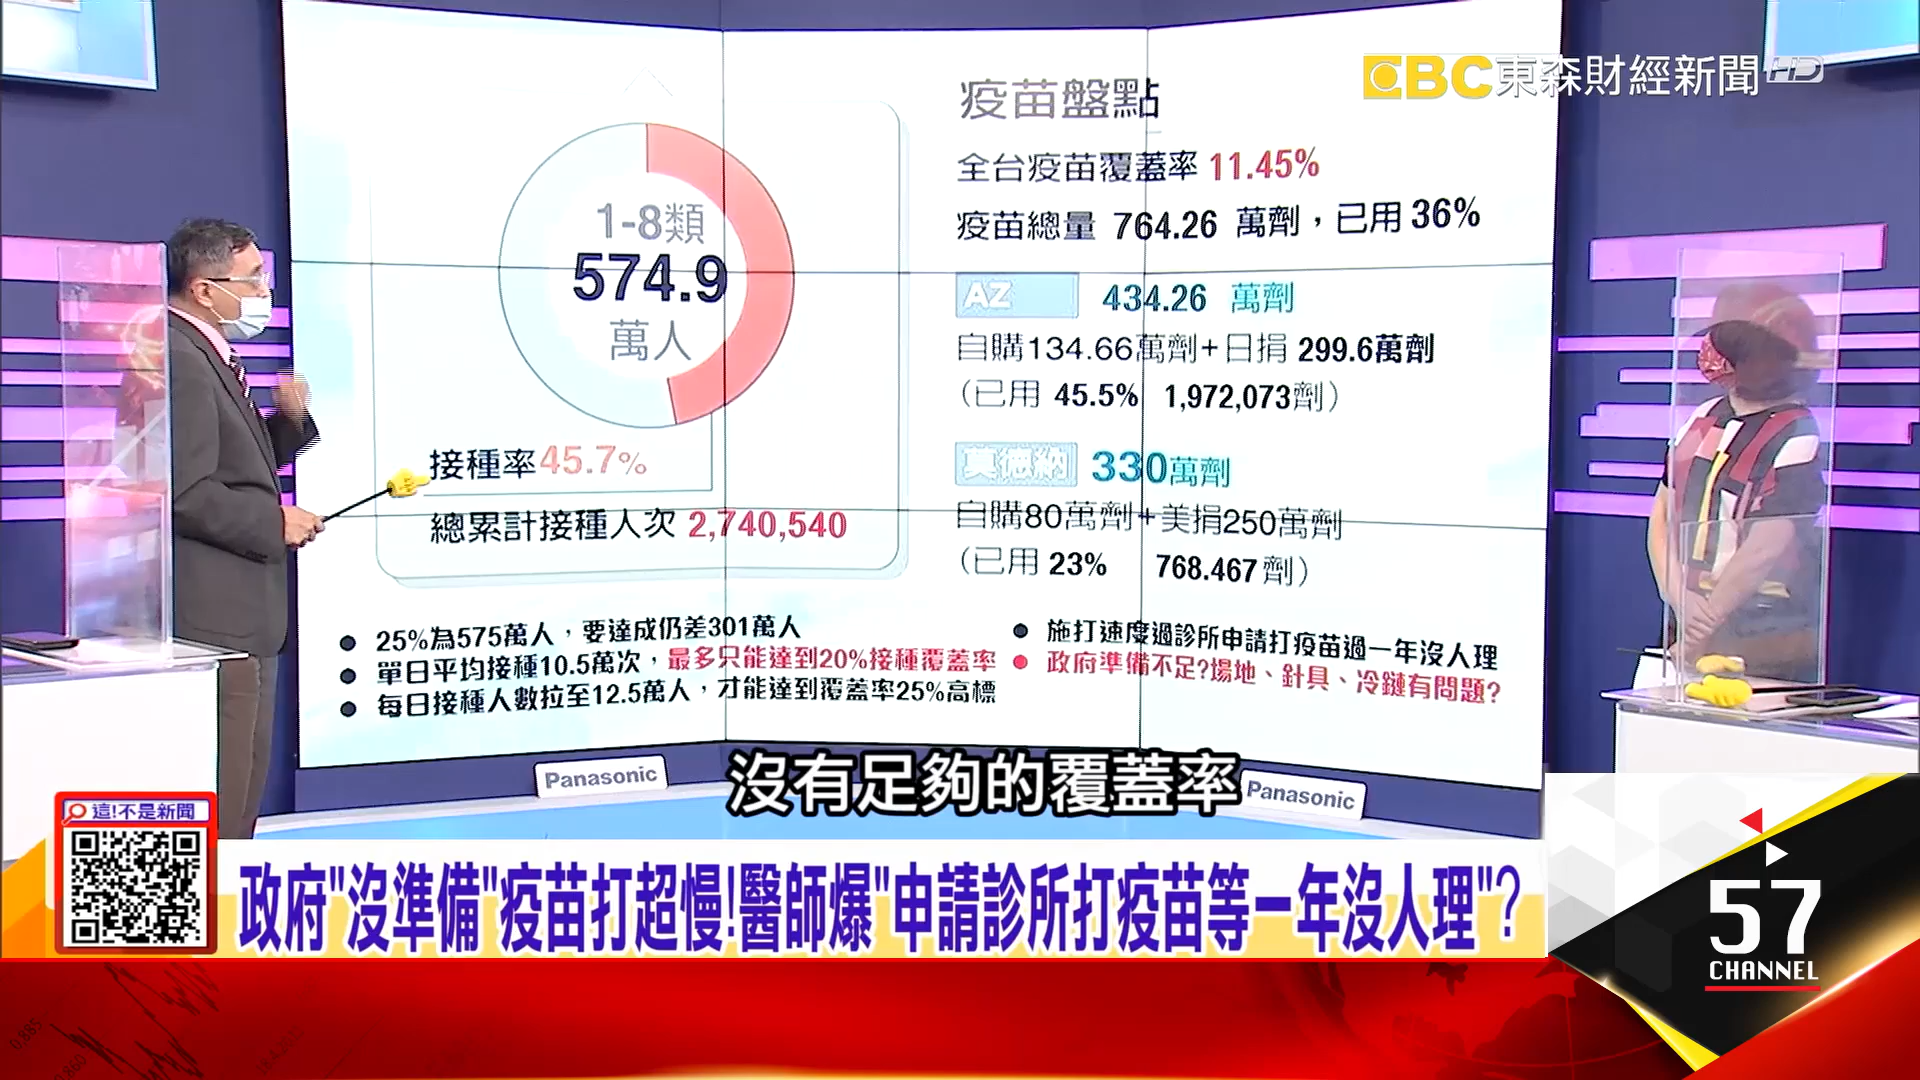 EBC東森財經新聞HD
疫苗盤點
全台疫苗覆蓋率 11.45%
疫苗總量 764.26 萬劑,已用 36%
AZ 434.26 萬劑
自購134.66萬劑+日捐 299.6萬劑
(已用 45.5% 1,972,073劑)
莫德納 330萬劑
自購80萬劑+美捐250萬劑
(已用 23% 768.467劑)
1-8類
574.9
萬人
接種率45.7%
總累計接種人次 2,740,540
25%為575萬人,要達成仍差301萬人
單日平均接種10.5萬次,最多只能達到20%接種覆蓋率
每日接種人數拉至12.5萬人,才能達到覆蓋率25%高標
施打速度過診所申請打疫苗過一年沒人理
政府準備不足?場地、針具、冷鏈有問題?
Panasonic
Panasonic
沒有足夠的覆蓋率
這!不是新聞
政府"沒準備"疫苗打超慢!醫師爆"申請診所打疫苗等一年沒人理"?
57
CHANNEL